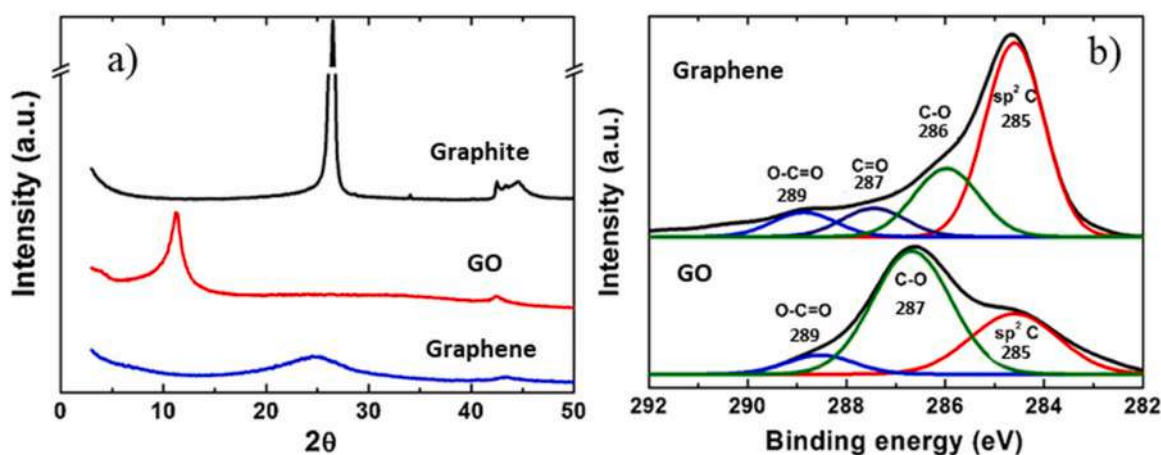 a)
Intensity (a.u.)
Graphite
GO
Graphene
0 10 20 30 40 50
2θ
b)
Intensity (a.u.)
Graphene
sp² C
285
C-O
286
C=O
287
O-C=O
289
GO
C-O
287
O-C=O
289
sp² C
285
292 290 288 286 284 282
Binding energy (eV)